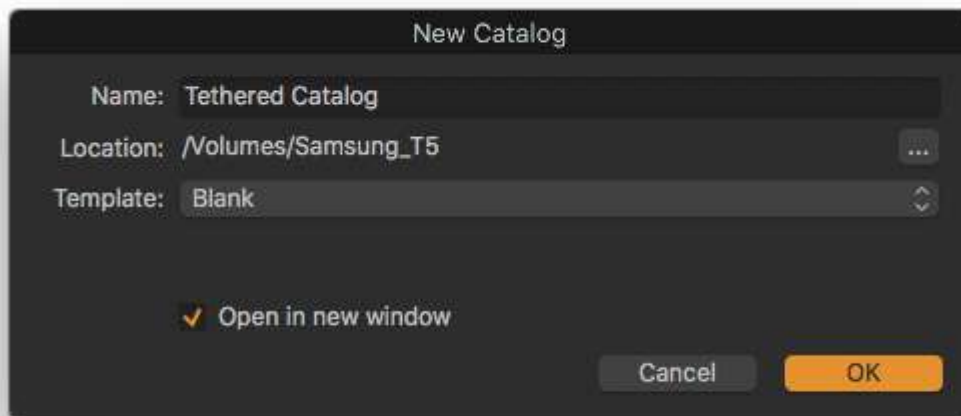 New Catalog
Name: Tethered Catalog
Location: /Volumes/Samsung_T5 ...
Template: Blank
Open in new window
Cancel OK